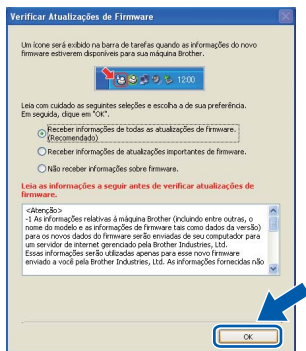 Verificar Atualizações de Firmware
Um ícone será exibido na barra de tarefas quando as informações do novo
firmware estiverem disponíveis para sua máquina Brother.
1200
Leia com cuidado as seguintes seleções e escolha a de sua preferência.
Em seguida, clique em "OK".
Receber informações de todas as atualizações de firmware.
(Recomendado)
Receber informações de atualizações importantes de firmware.
Não receber informações sobre firmware.
Leia as informações a seguir antes de verificar atualizações de
firmware.
<Atenção>
-1 As informações relativas à máquina Brother (incluindo entre outras, o
nome do modelo e as informações de firmware tais como dados da versão)
para os novos dados do firmware serão enviadas de seu computador para
um servidor de internet gerenciado pela Brother Industries, Ltd.
Essas informações serão utilizadas apenas para esse novo firmware
enviado a você pela Brother Industries, Ltd. As informações fornecidas não
OK